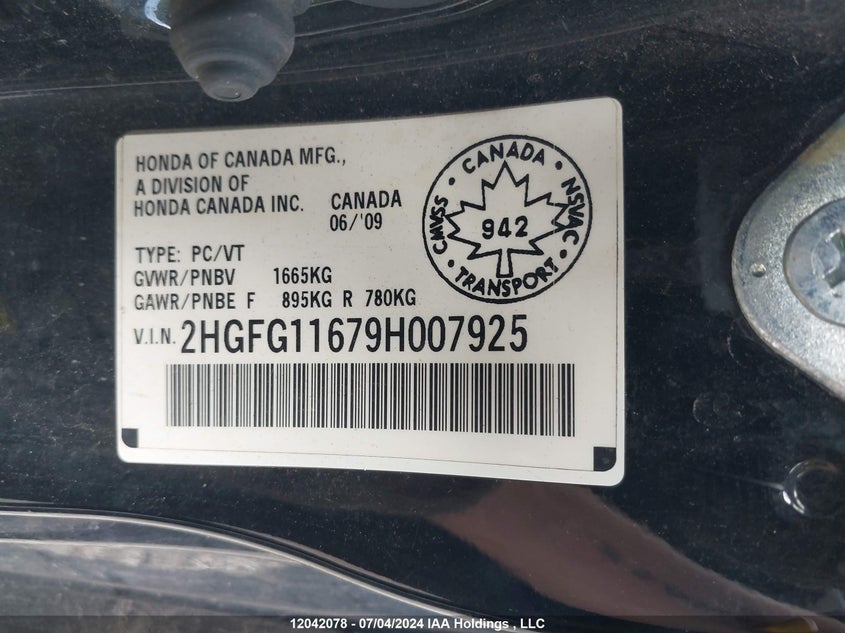 HONDA OF CANADA MFG.,
A DIVISION OF
HONDA CANADA INC. CANADA
06/'09
TYPE: PC/VT
GVWR/PNBV 1665KG
GAWR/PNBE F 895KG R 780KG
V.I.N. 2HGFG11679H007925
CANADA
CMVSS · NSVAC
942
TRANSPORT
12042078 - 07/04/2024 IAA Holdings , LLC